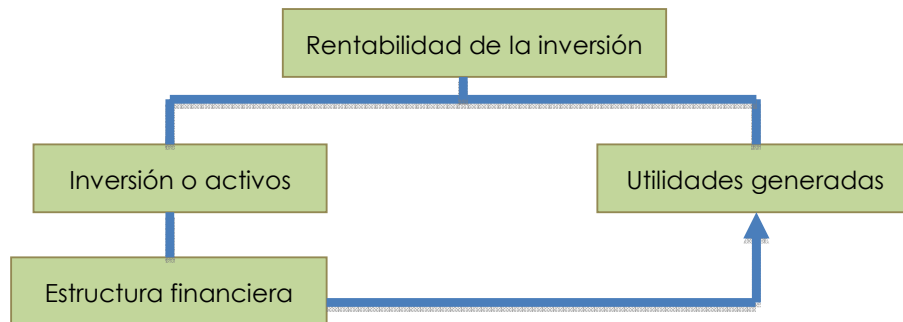 Rentabilidad de la inversión
Inversión o activos
Utilidades generadas
Estructura financiera